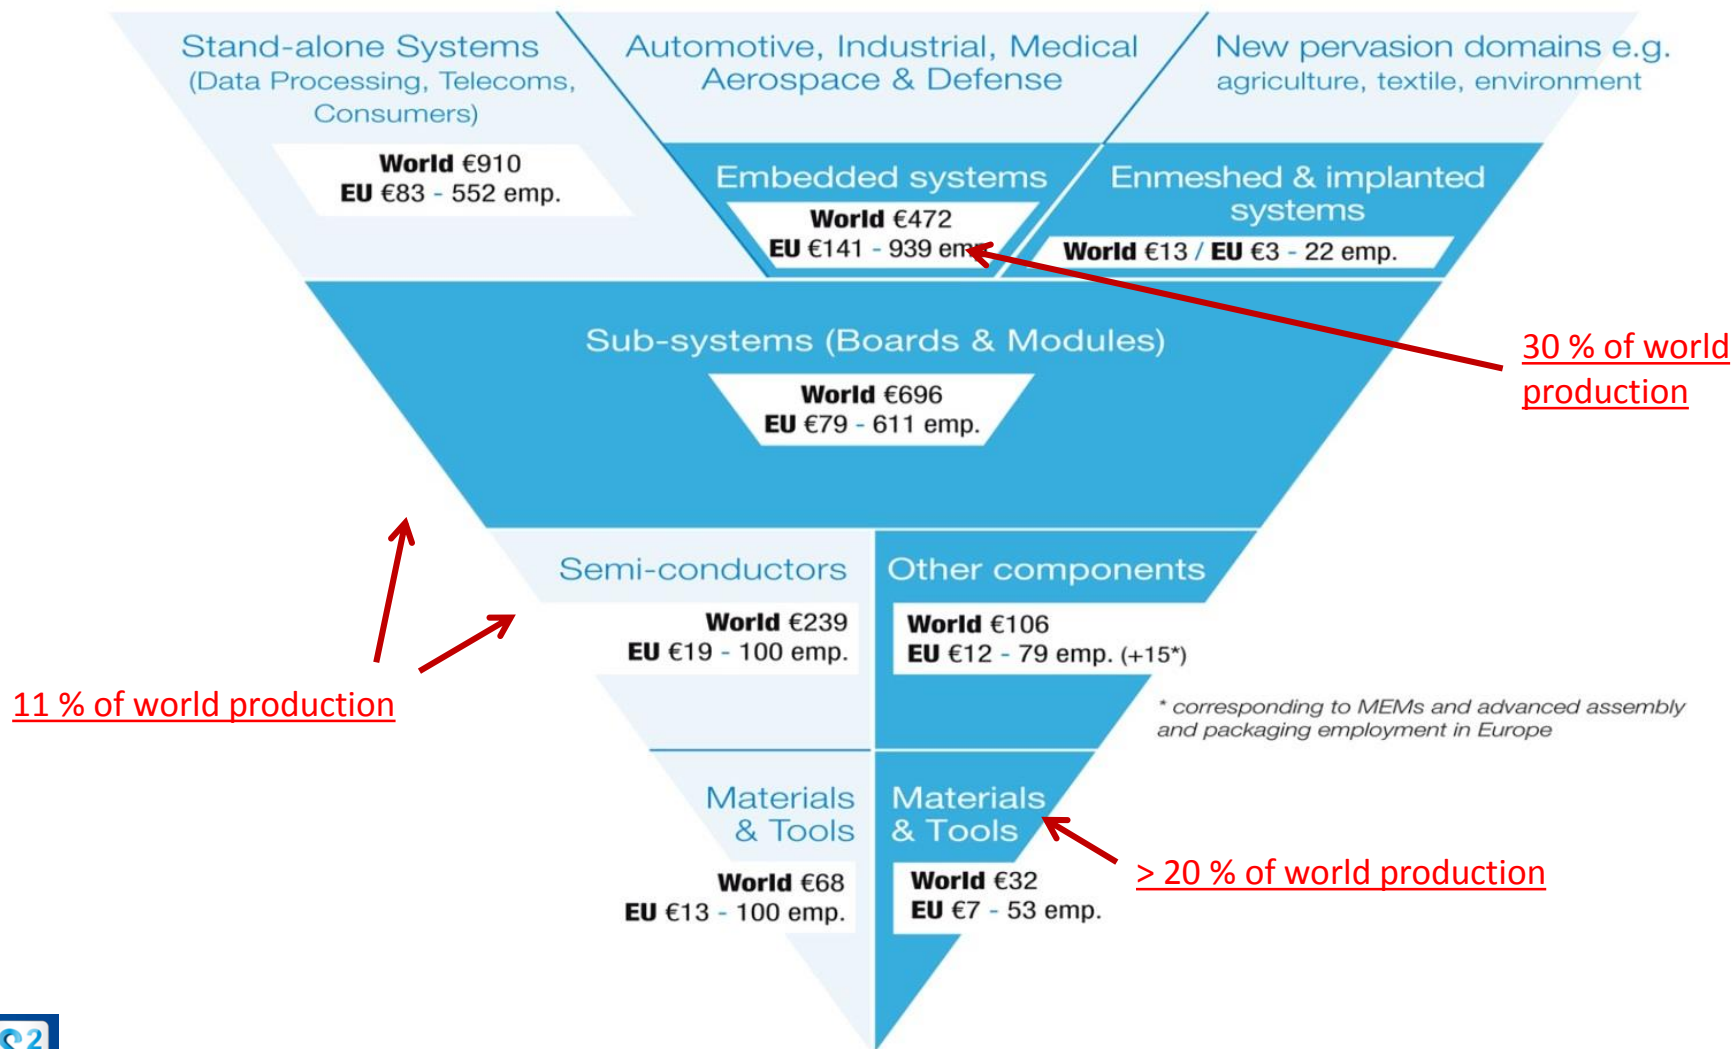 Stand-alone Systems
(Data Processing, Telecoms,
Consumers)
World €910
EU €83 - 552 emp.
Automotive, Industrial, Medical
Aerospace & Defense
New pervasion domains e.g.
agriculture, textile, environment
Embedded systems
World €472
EU €141 - 939 emp.
Enmeshed & implanted
systems
World €13 / EU €3 - 22 emp.
Sub-systems (Boards & Modules)
World €696
EU €79 - 611 emp.
30 % of world
production
Semi-conductors
World €239
EU €19 - 100 emp.
Other components
World €106
EU €12 - 79 emp. (+15*)
11 % of world production
* corresponding to MEMs and advanced assembly
and packaging employment in Europe
Materials
& Tools
World €68
EU €13 - 100 emp.
Materials
& Tools
World €32
EU €7 - 53 emp.
> 20 % of world production